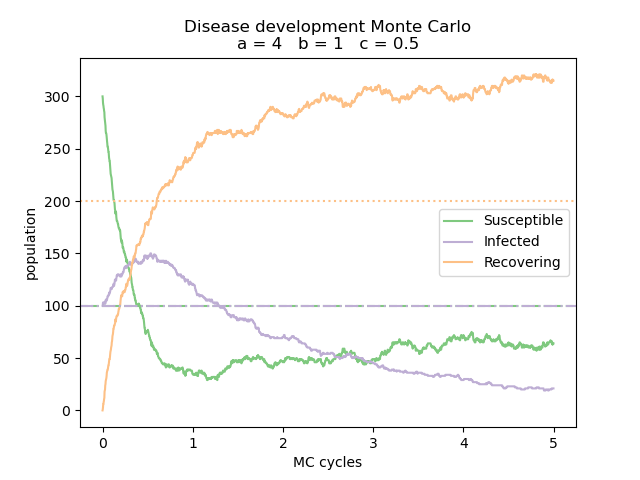 Disease development Monte Carlo
a = 4   b = 1   c = 0.5
population
300
250
200
150
100
50
0
Susceptible
Infected
Recovering
0 1 2 3 4 5
MC cycles